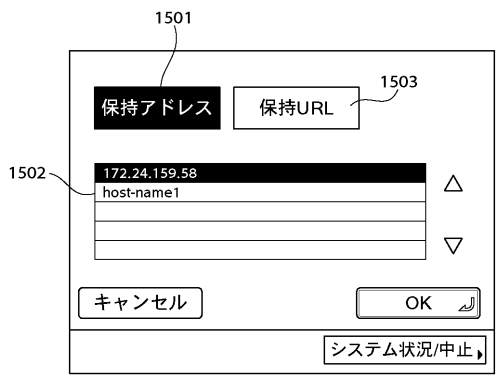 1501
保持アドレス
保持URL
1503
1502
172.24.159.58
host-name1
キャンセル
OK
システム状況/中止